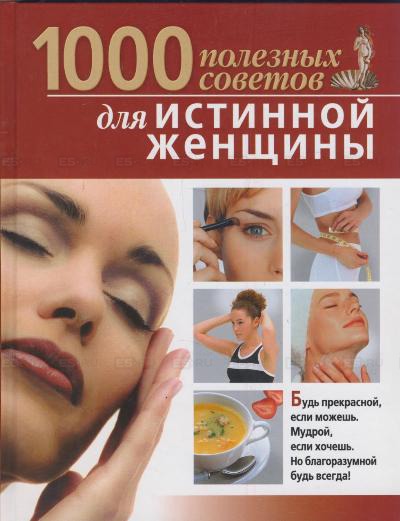 1000 полезных
советов
для ИСТИННОЙ
ЖЕНЩИНЫ
Будь прекрасной,
если можешь.
Мудрой,
если хочешь.
Но благоразумной
будь всегда!